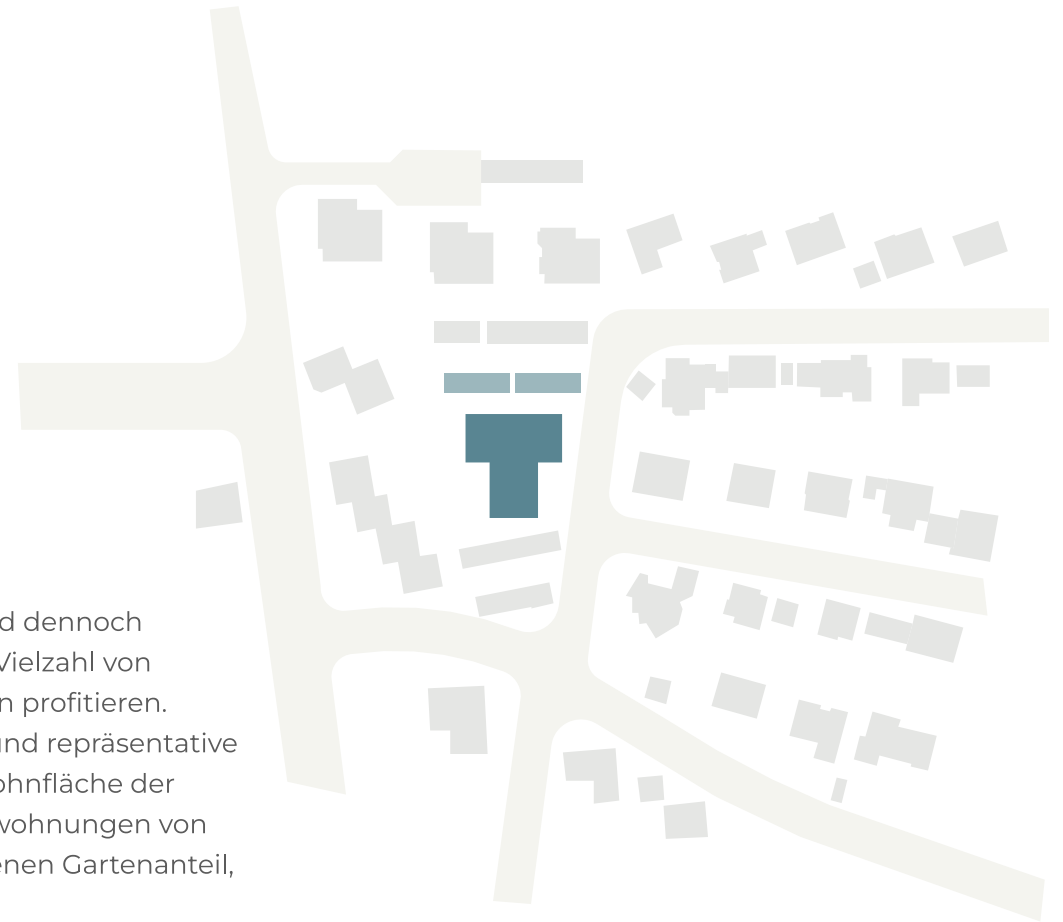 d dennoch
Vielzahl von
n profitieren.
und repräsentative
ohnfläche der
wohnungen von
enen Gartenanteil,